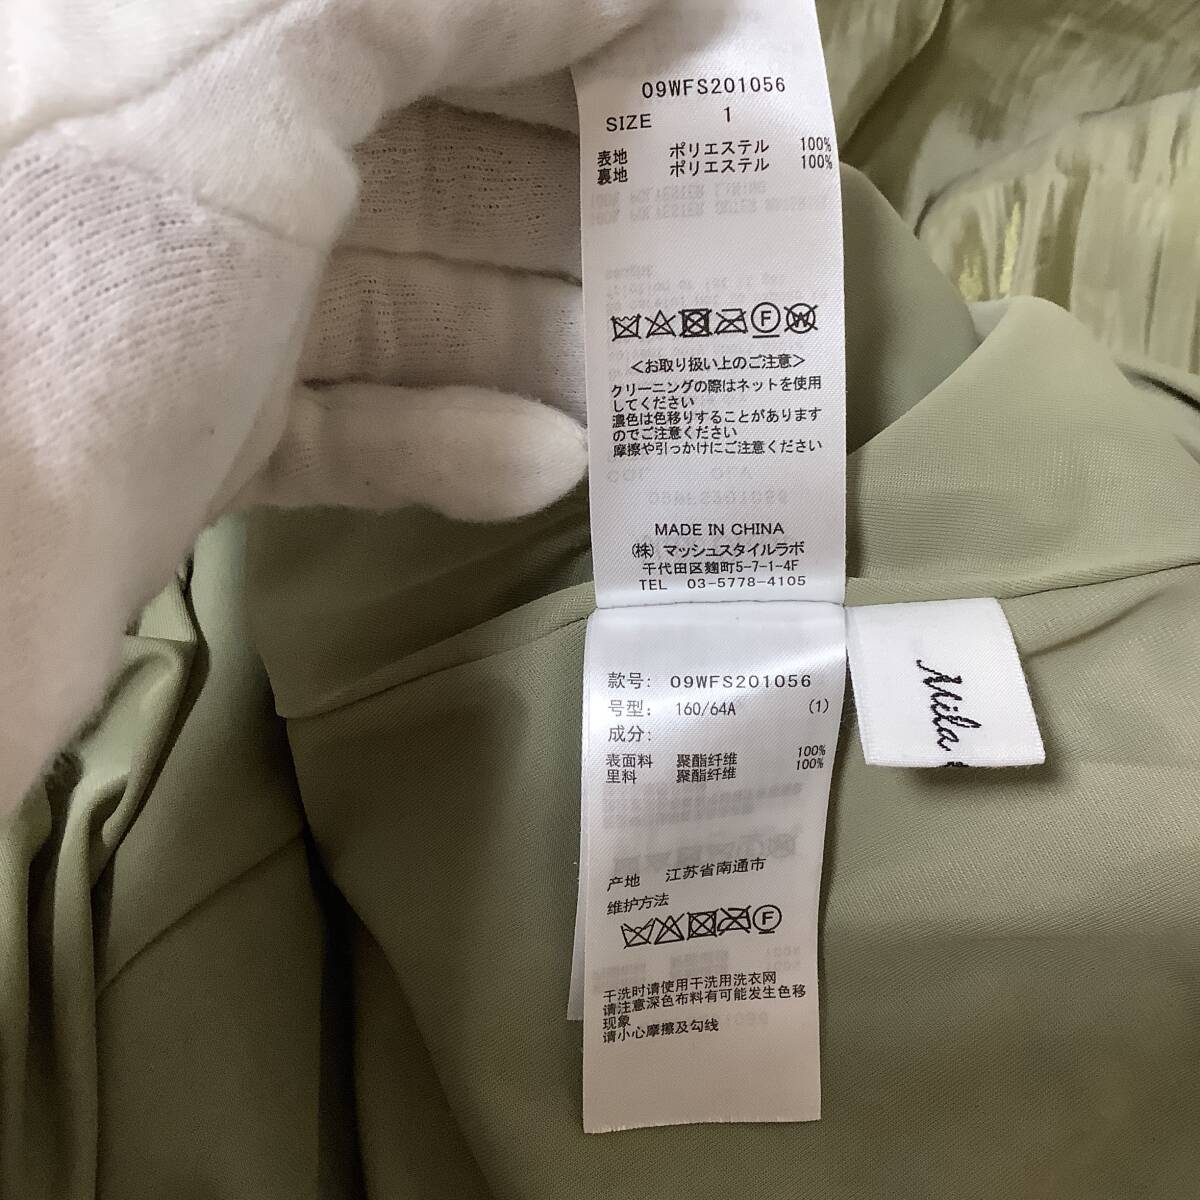 09WFS201056
SIZE 1
表地 ポリエステル 100%
裏地 ポリエステル 100%
F W
<お取り扱い上のご注意>
クリーニングの際はネットを使用
してください
濃色は色移りすることがあります
のでご注意ください
摩擦や引っかけにご注意ください
MADE IN CHINA
(株) マッシュスタイルラボ
千代田区麹町5-7-1-4F
TEL 03-5778-4105
款号: 09WFS201056
号型: 160/64A (1)
成分:
表面料 聚酯纤维 100%
里料 聚酯纤维 100%
产地 江苏省南通市
维护方法
F
干洗时请使用干洗用洗衣网
请注意深色布料有可能发生色移
现象
请小心摩擦及勾线
Mila